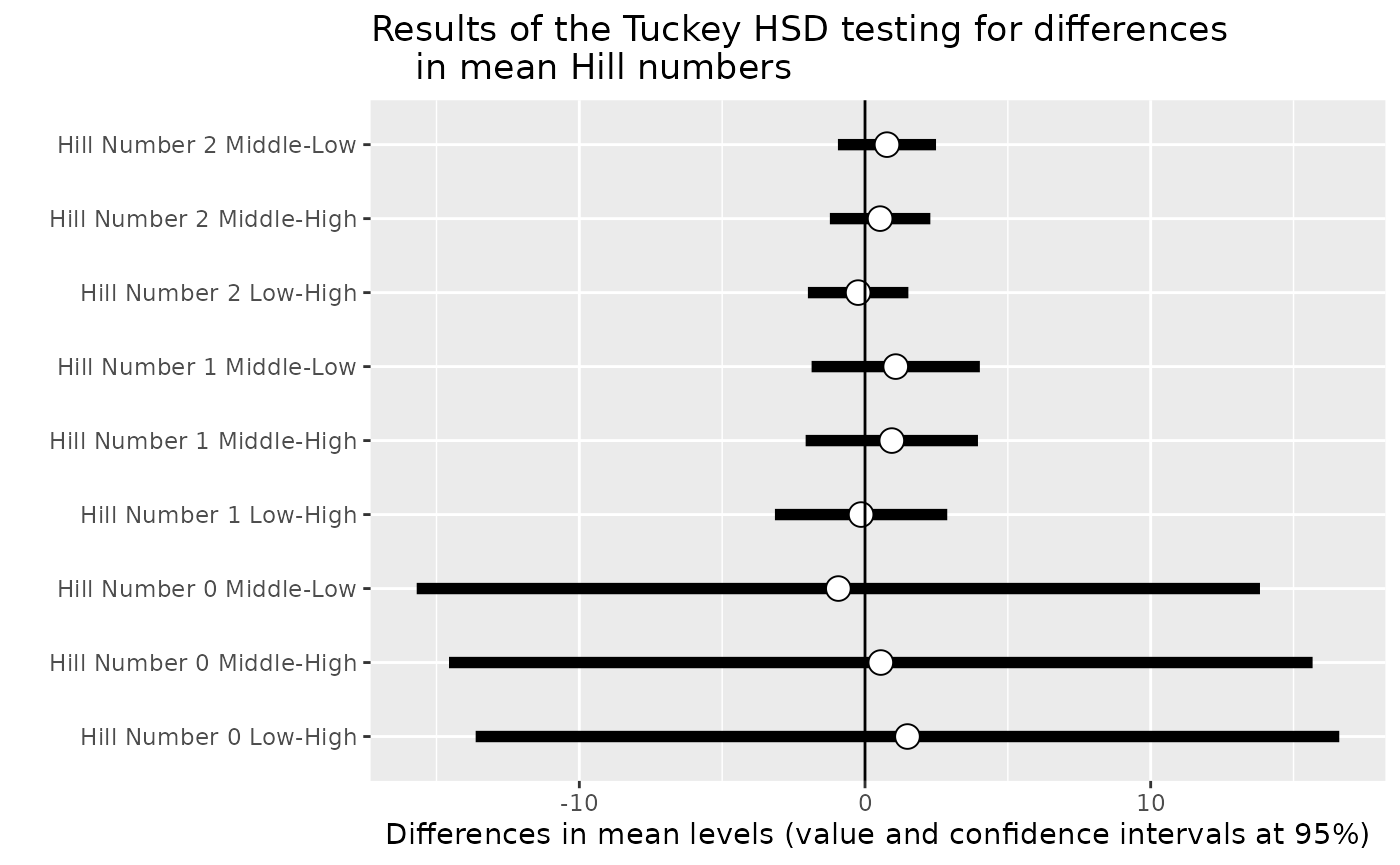 Results of the Tuckey HSD testing for differences
in mean Hill numbers
Hill Number 2 Middle-Low
Hill Number 2 Middle-High
Hill Number 2 Low-High
Hill Number 1 Middle-Low
Hill Number 1 Middle-High
Hill Number 1 Low-High
Hill Number 0 Middle-Low
Hill Number 0 Middle-High
Hill Number 0 Low-High
-10 0 10
Differences in mean levels (value and confidence intervals at 95%)